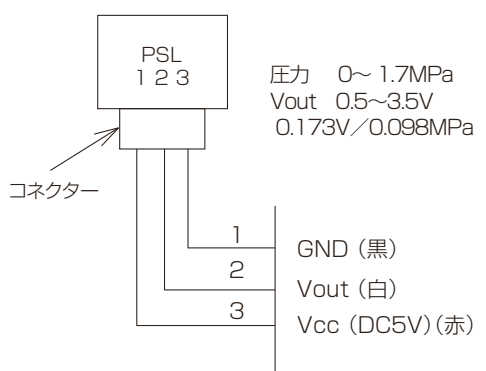 PSL
1 2 3
圧力　0〜 1.7MPa
Vout 0.5〜3.5V
0.173V／0.098MPa
コネクター
1
GND（黒）
2
Vout（白）
3
Vcc（DC5V）（赤）